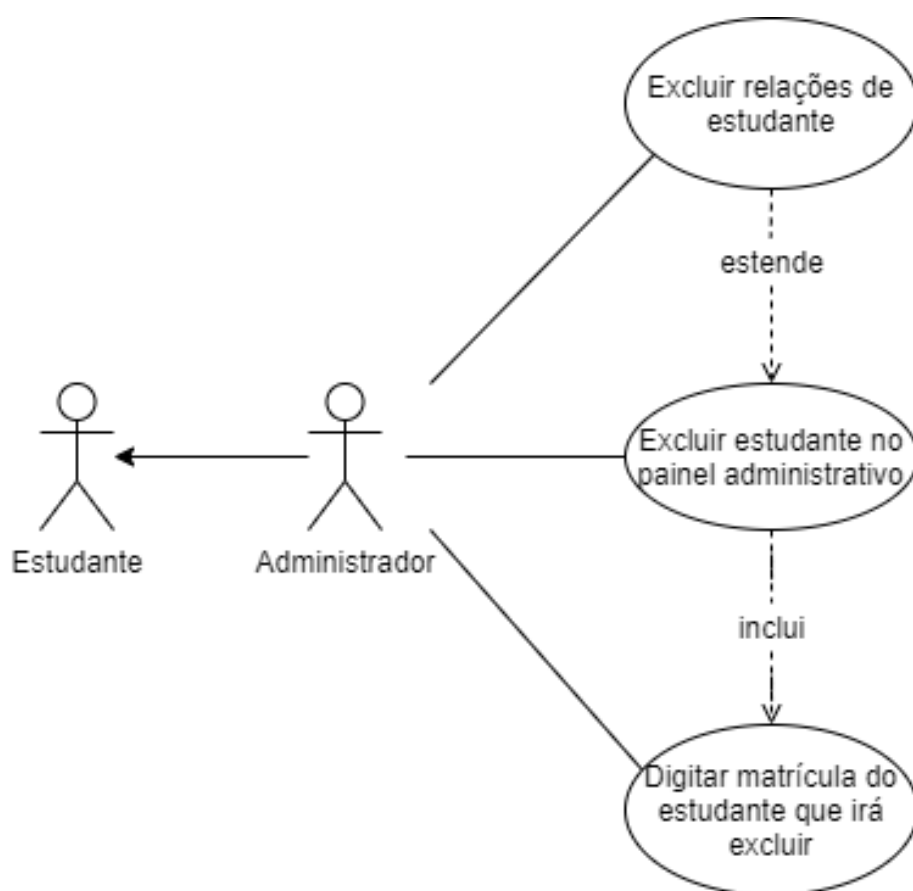 Excluir relações de
estudante
estende
Excluir estudante no
painel administrativo
Estudante
Administrador
inclui
Digitar matrícula do
estudante que irá
excluir